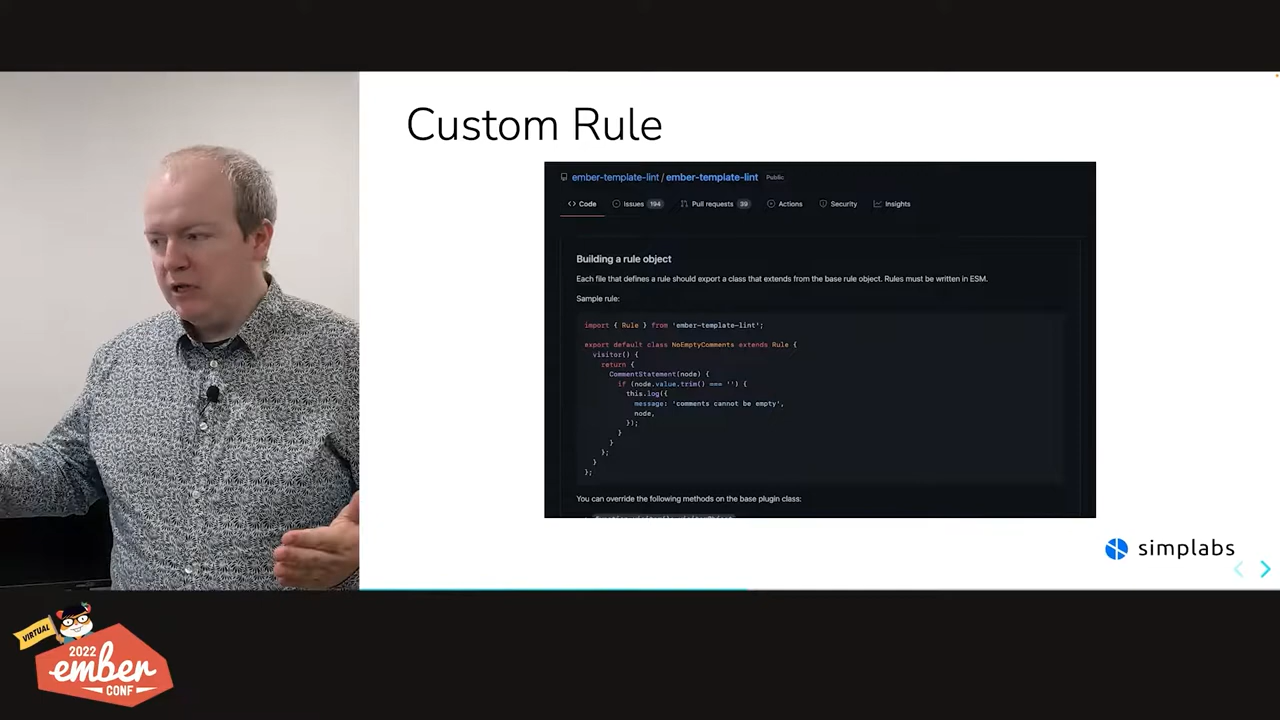 Custom Rule
ember-template-lint / ember-template-lint Public
Code Issues 194 Pull requests 39 Actions Security Insights
Building a rule object
Each file that defines a rule should export a class that extends from the base rule object. Rules must be written in ESM.
Sample rule:
import { Rule } from 'ember-template-lint';
export default class NoEmptyComments extends Rule {
visitor() {
return {
CommentStatement(node) {
if (node.value.trim() === '') {
this.log({
message: 'comments cannot be empty',
node,
});
}
}
};
}
};
You can override the following methods on the base plugin class:
simplabs
VIRTUAL
2022
ember
CONF